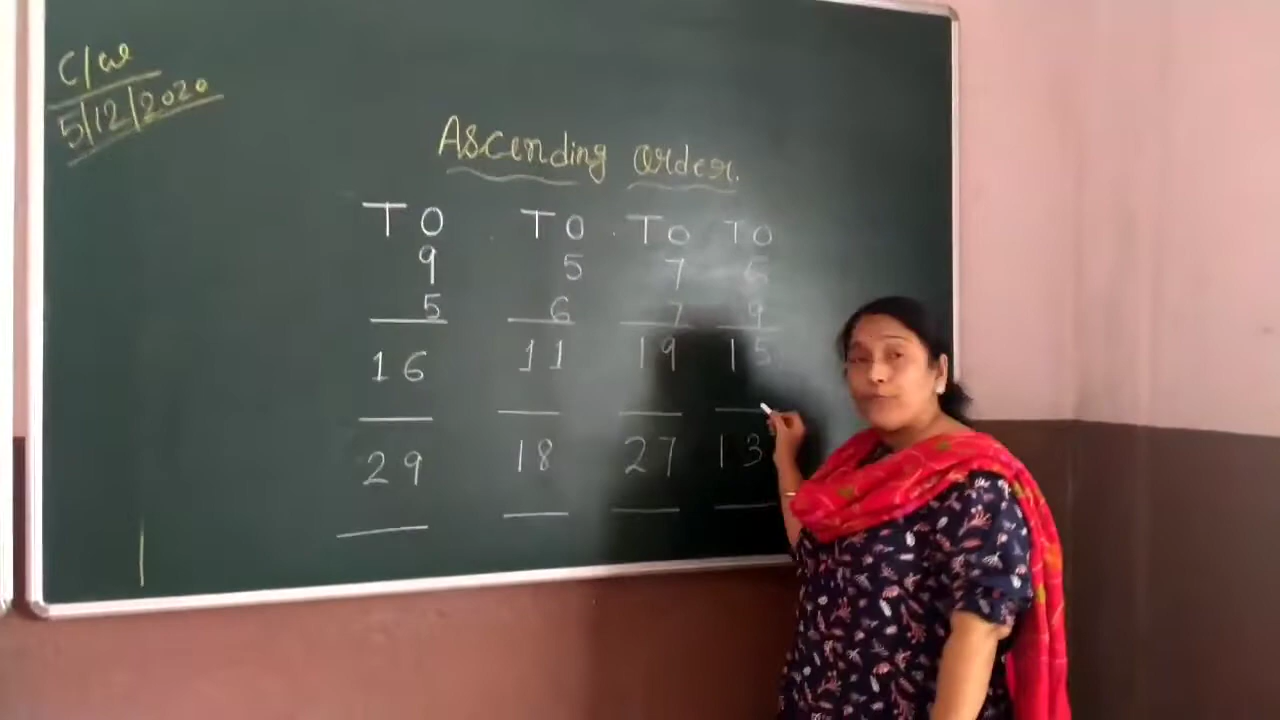 C/W
5/12/2020
Ascending Order.
T O T O T O T O
9 5 7 6
5 6 7 9
16 11 19 15
29 18 27 13